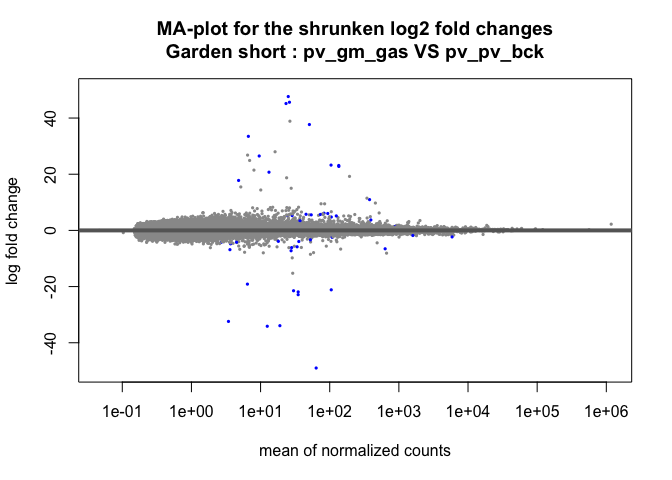 MA-plot for the shrunken log2 fold changes
Garden short : pv_gm_gas VS pv_pv_bck
log fold change
40
20
0
-20
-40
1e-01 1e+00 1e+01 1e+02 1e+03 1e+04 1e+05 1e+06
mean of normalized counts